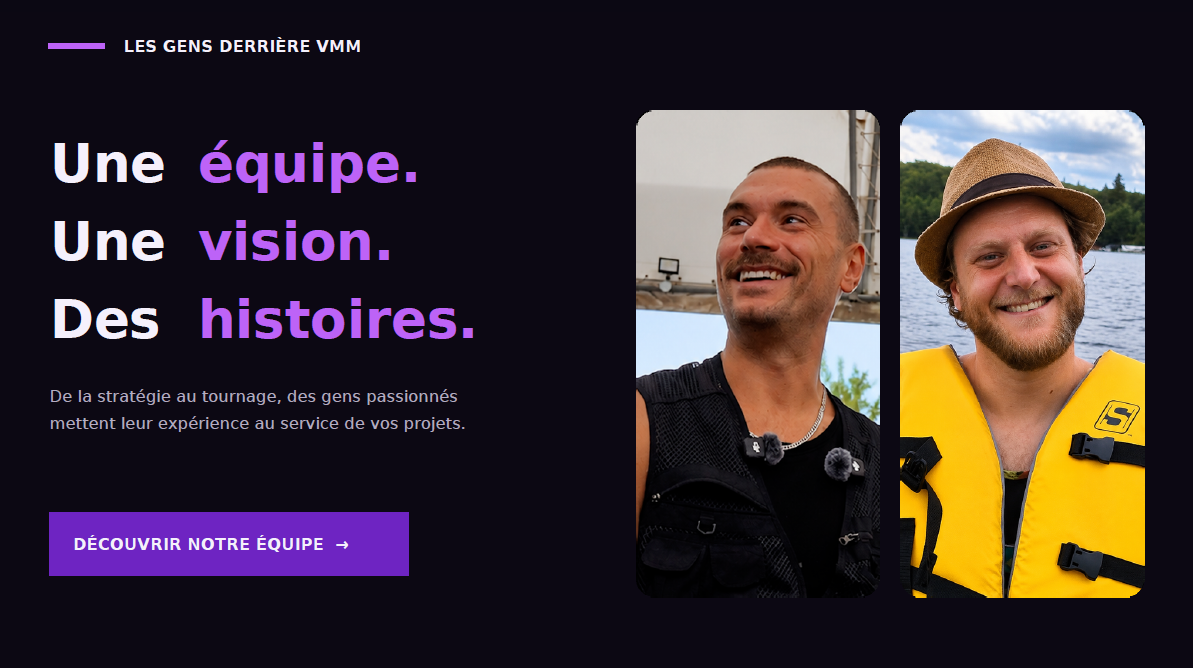 LES GENS DERRIÈRE VMM
Une équipe.
Une vision.
Des histoires.
De la stratégie au tournage, des gens passionnés
mettent leur expérience au service de vos projets.
DÉCOUVRIR NOTRE ÉQUIPE →
S